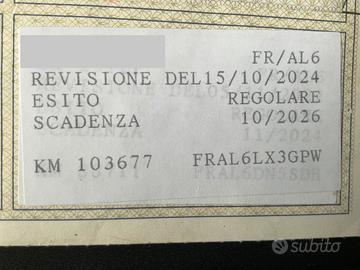 FR/AL6
REVISIONE DEL15/10/2024
ESITO REGOLARE
SCADENZA 10/2026
KM 103677 FRAL6LX3GPW
subito